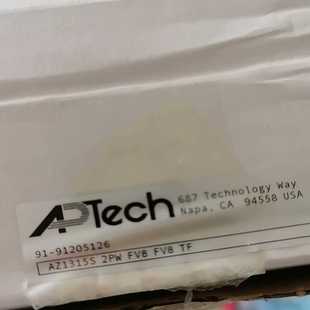 APTech
687 Technology Way
Napa, CA 94558 USA
91-91205126
AZ1315S 2PW FV8 FV8 TF